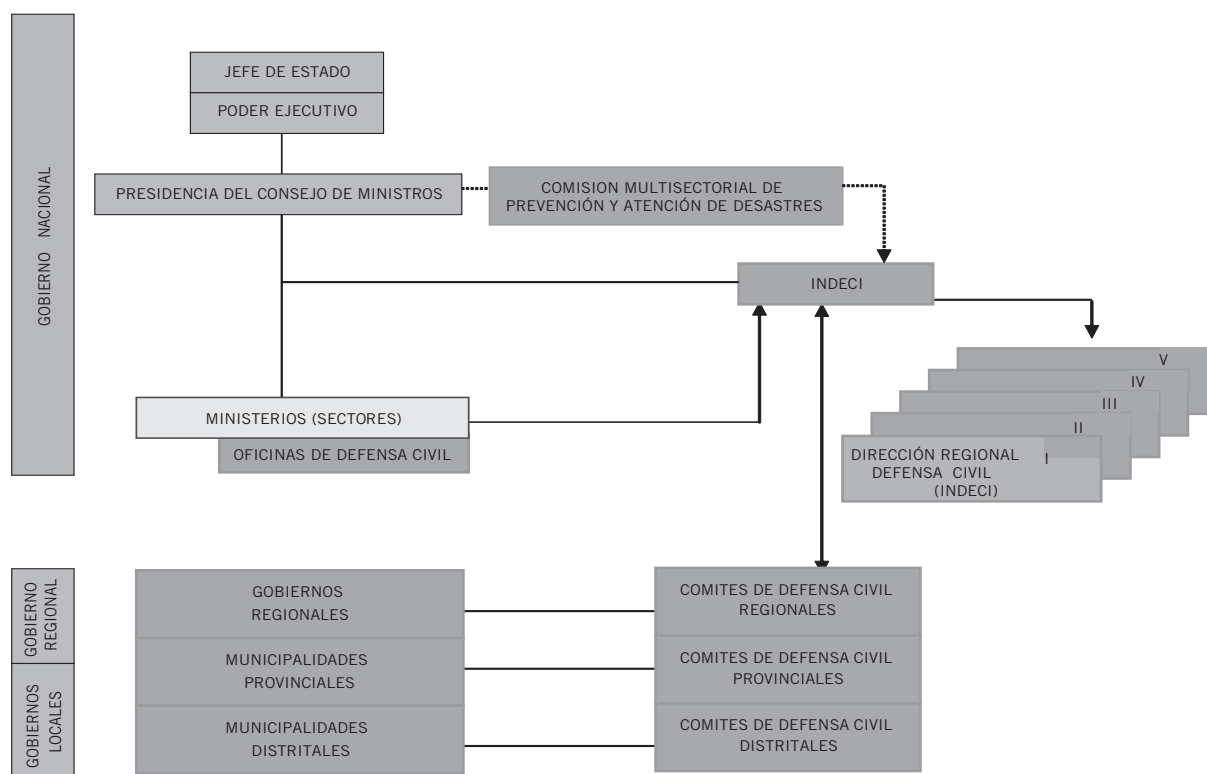 GOBIERNO NACIONAL
JEFE DE ESTADO
PODER EJECUTIVO
PRESIDENCIA DEL CONSEJO DE MINISTROS
COMISION MULTISECTORIAL DE
PREVENCIÓN Y ATENCIÓN DE DESASTRES
INDECI
V
IV
III
II
I
DIRECCIÓN REGIONAL
DEFENSA CIVIL
(INDECI)
MINISTERIOS (SECTORES)
OFICINAS DE DEFENSA CIVIL
GOBIERNO
REGIONAL
GOBIERNOS
REGIONALES
COMITES DE DEFENSA CIVIL
REGIONALES
GOBIERNOS
LOCALES
MUNICIPALIDADES
PROVINCIALES
COMITES DE DEFENSA CIVIL
PROVINCIALES
MUNICIPALIDADES
DISTRITALES
COMITES DE DEFENSA CIVIL
DISTRITALES